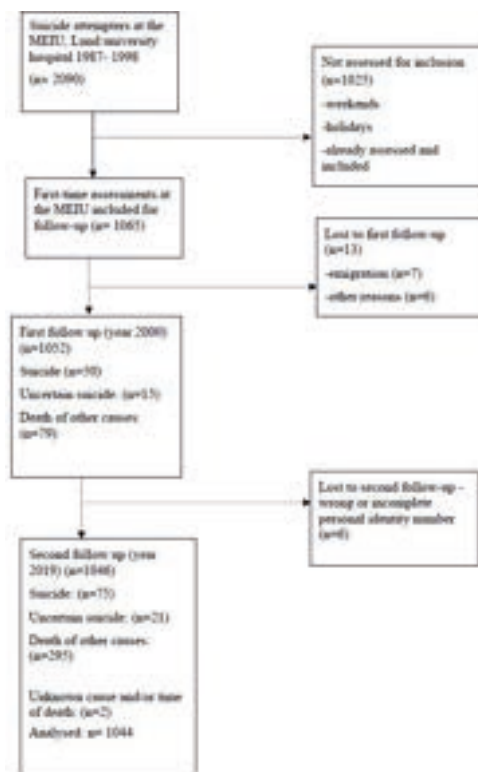 Suicide attempters at the
MEIU, Lund university
hospital 1987- 1998
(n= 2090)
Not assessed for inclusion
(n=1025)
-weekends
-holidays
-already assessed and
included
First-time assessments at
the MEIU included for
follow-up (n= 1065)
Lost to first follow-up
(n=13)
-emigration (n=7)
-other reasons (n=6)
First follow up (year 2000)
(n=1052)
Suicide (n=50)
Uncertain suicide: (n=15)
Death of other causes:
(n=79)
Lost to second follow-up –
wrong or incomplete
personal identity number
(n=6)
Second follow up (year
2019) (n=1046)
Suicide: (n=75)
Uncertain suicide: (n=21)
Death of other causes:
(n=295)
Unknown cause and/or time
of death: (n=2)
Analysed: n= 1044